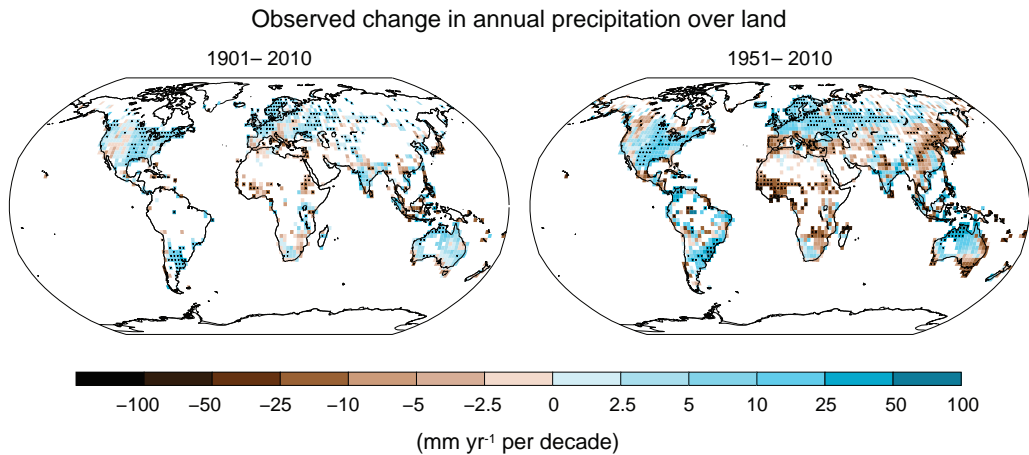 Observed change in annual precipitation over land
1901– 2010
1951– 2010
–100 –50 –25 –10 –5 –2.5 0 2.5 5 10 25 50 100
(mm yr⁻¹ per decade)